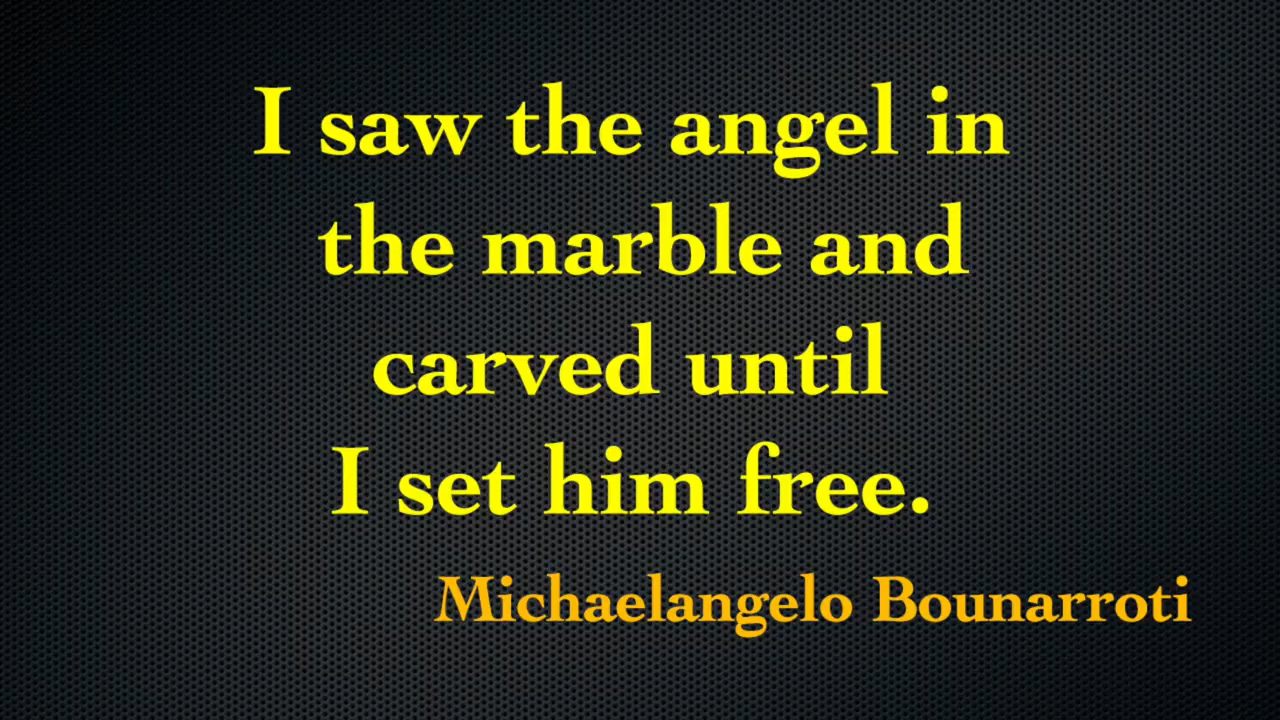 I saw the angel in
the marble and
carved until
I set him free.
Michaelangelo Bounarroti